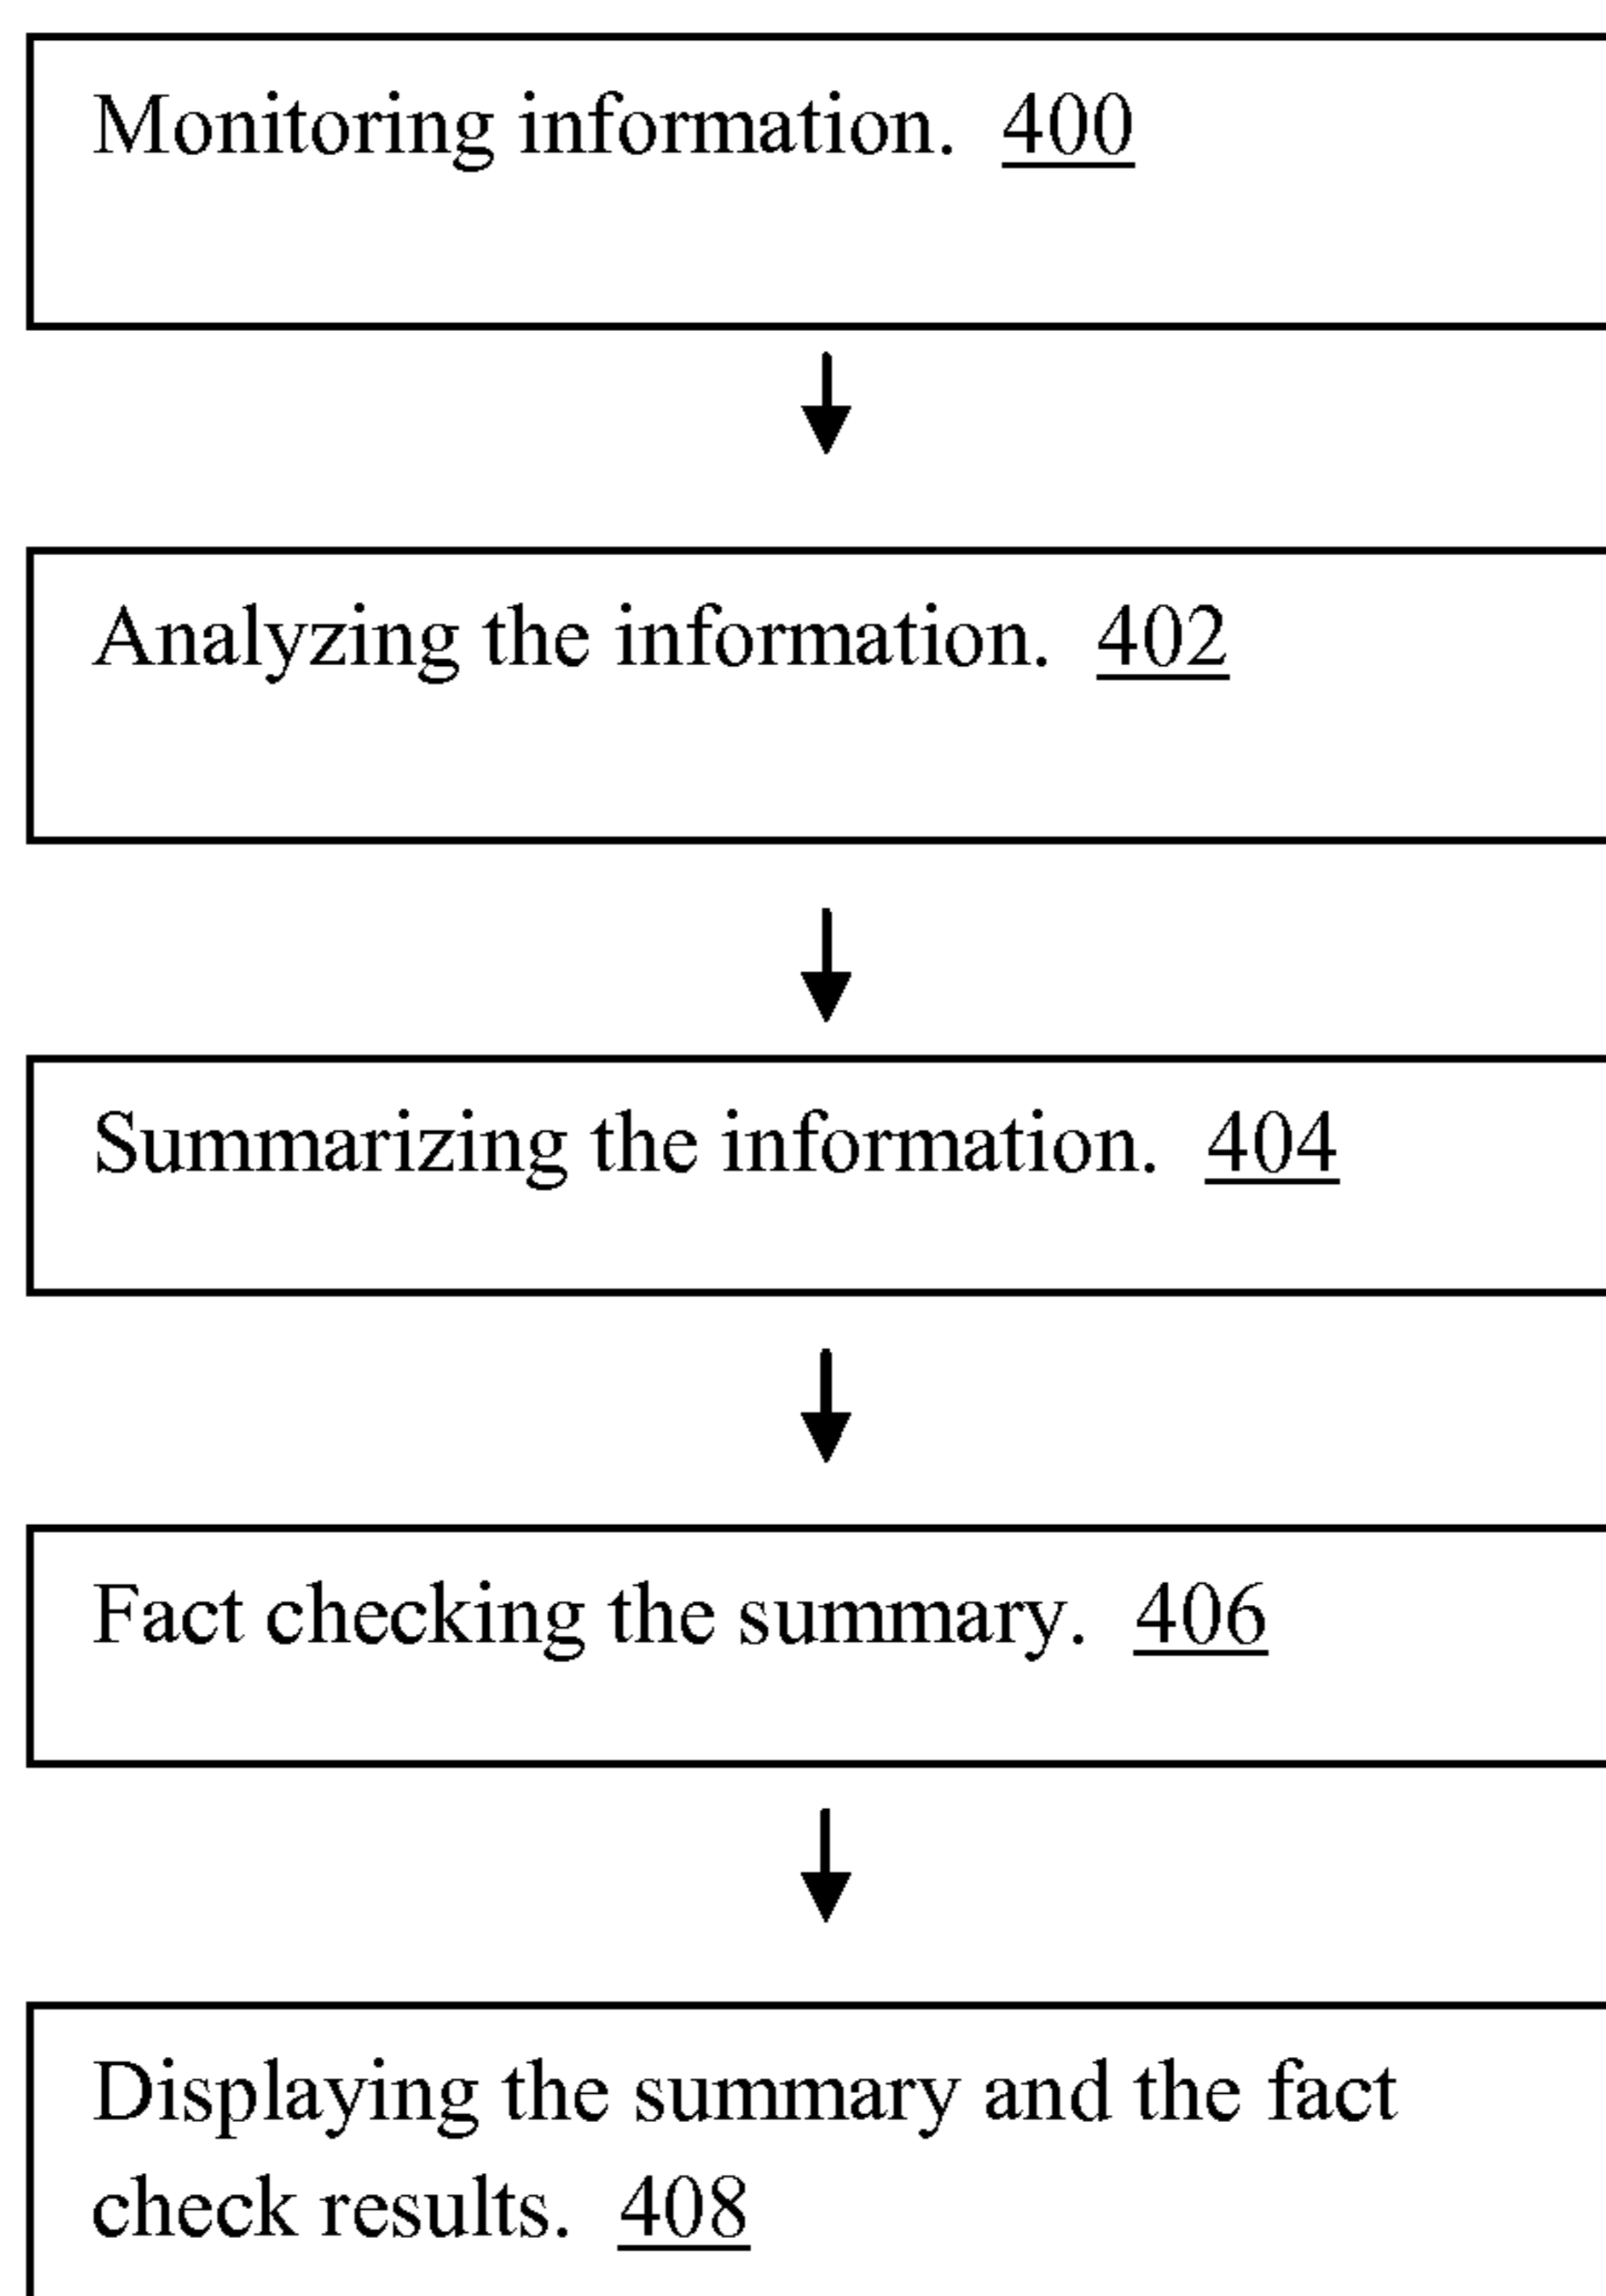 Monitoring information. 400
Analyzing the information. 402
Summarizing the information. 404
Fact checking the summary. 406
Displaying the summary and the fact
check results. 408